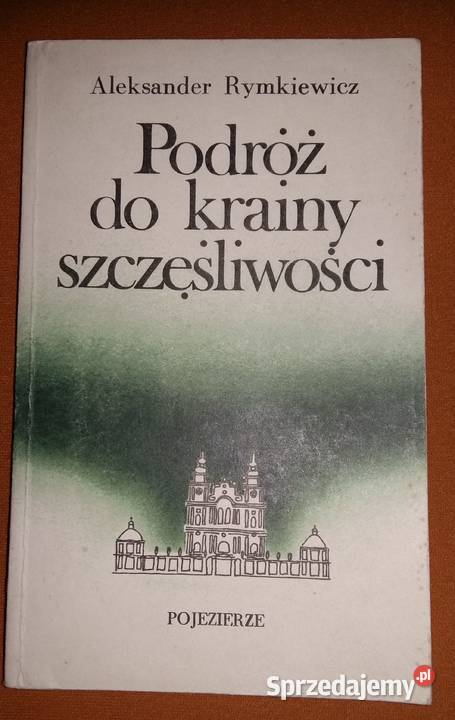 Aleksander Rymkiewicz
Podróż
do krainy
szczęśliwości
POJEZIERZE
Sprzedajemy.pl